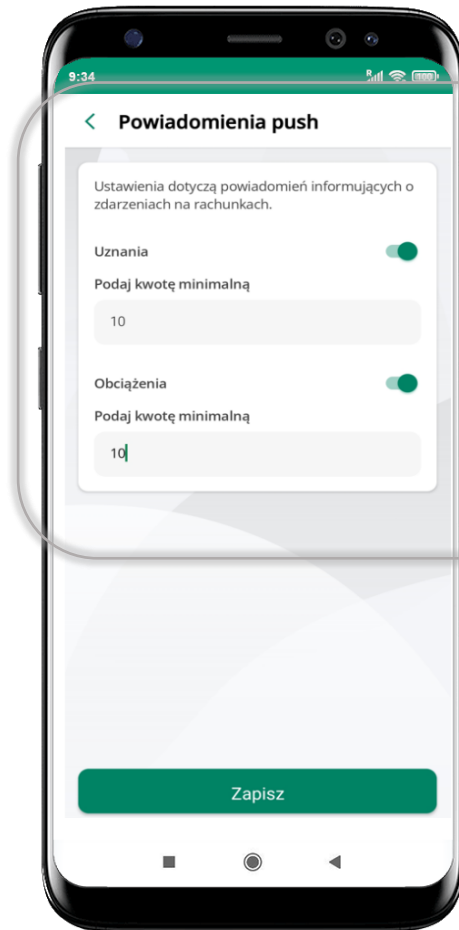 9:34
R
100
Powiadomienia push
Ustawienia dotyczą powiadomień informujących o
zdarzeniach na rachunkach.
Uznania
Podaj kwotę minimalną
10
Obciążenia
Podaj kwotę minimalną
10
Zapisz